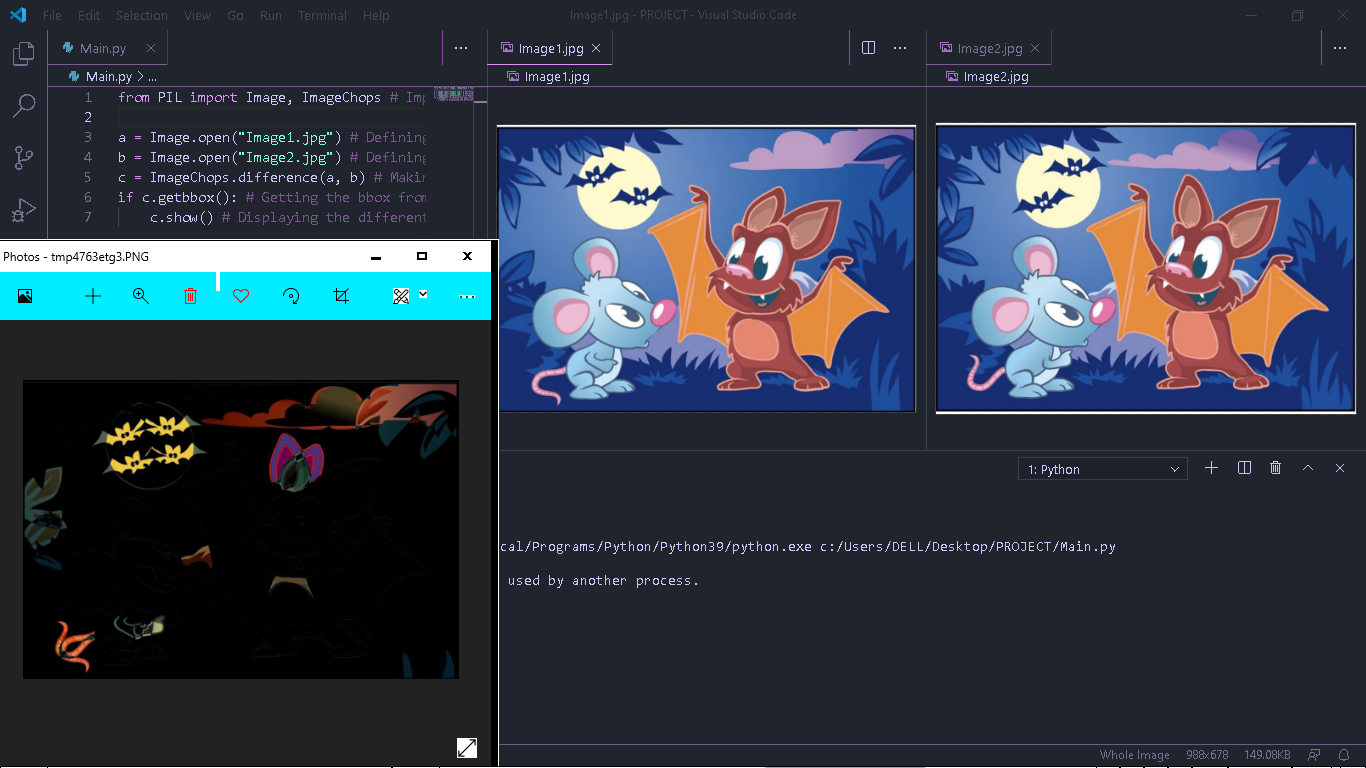 File Edit Selection View Go Run Terminal Help
Image1.jpg - PROJECT - Visual Studio Code
Main.py
Image1.jpg
Image2.jpg
Main.py > ...
Image1.jpg
Image2.jpg
1 from PIL import Image, ImageChops # Imp
2
3 a = Image.open("Image1.jpg") # Defining
4 b = Image.open("Image2.jpg") # Defining
5 c = ImageChops.difference(a, b) # Makin
6 if c.getbbox(): # Getting the bbox from
7 c.show() # Displaying the different
Photos - tmp4763etg3.PNG
1: Python
cal/Programs/Python/Python39/python.exe c:/Users/DELL/Desktop/PROJECT/Main.py
used by another process.
Whole Image 988x678 149.08KB